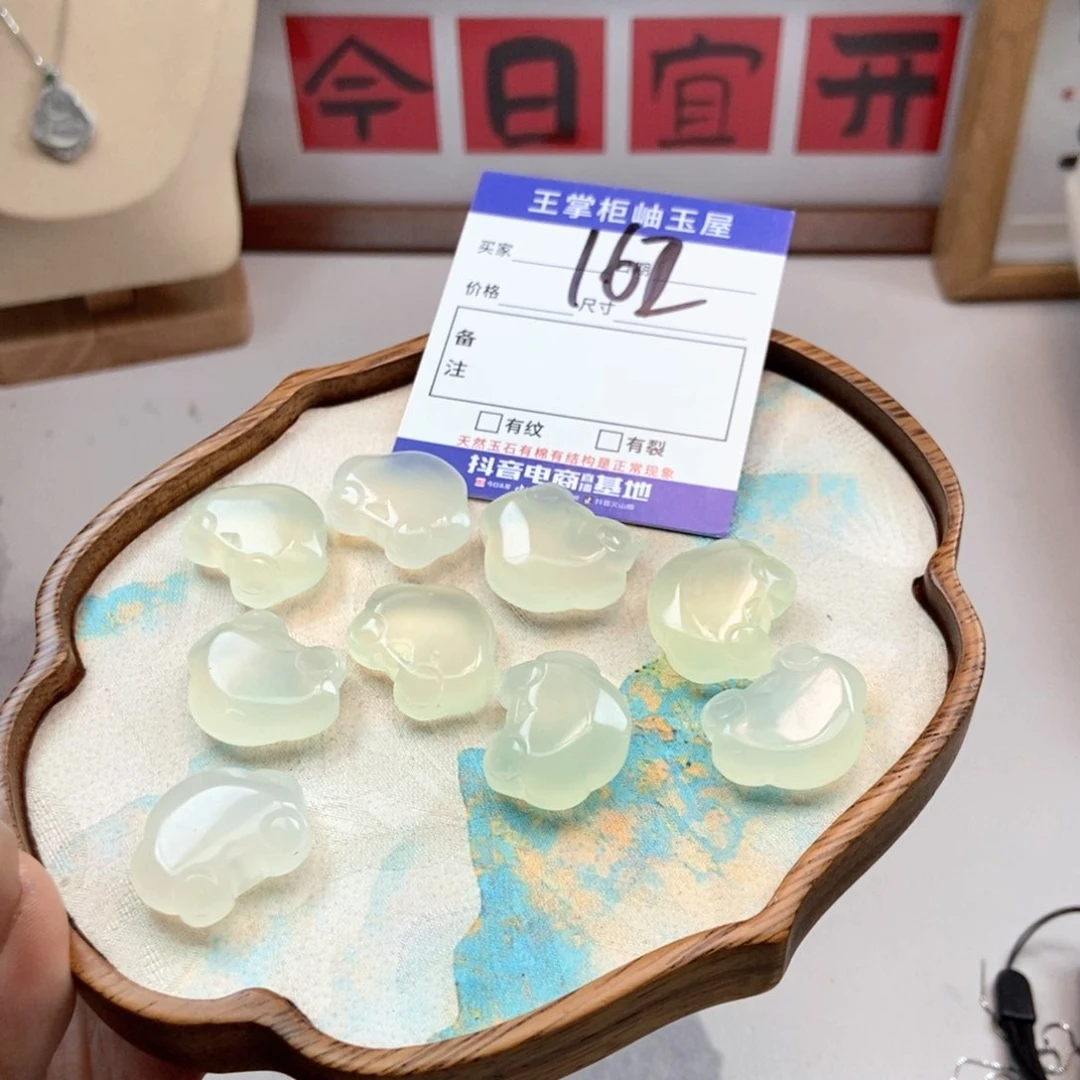 今日宜开
王掌柜岫玉屋
162
买家
价格 尺寸
备注
有纹 有裂
天然玉石有棉有结构是正常现象
抖音电商直播基地